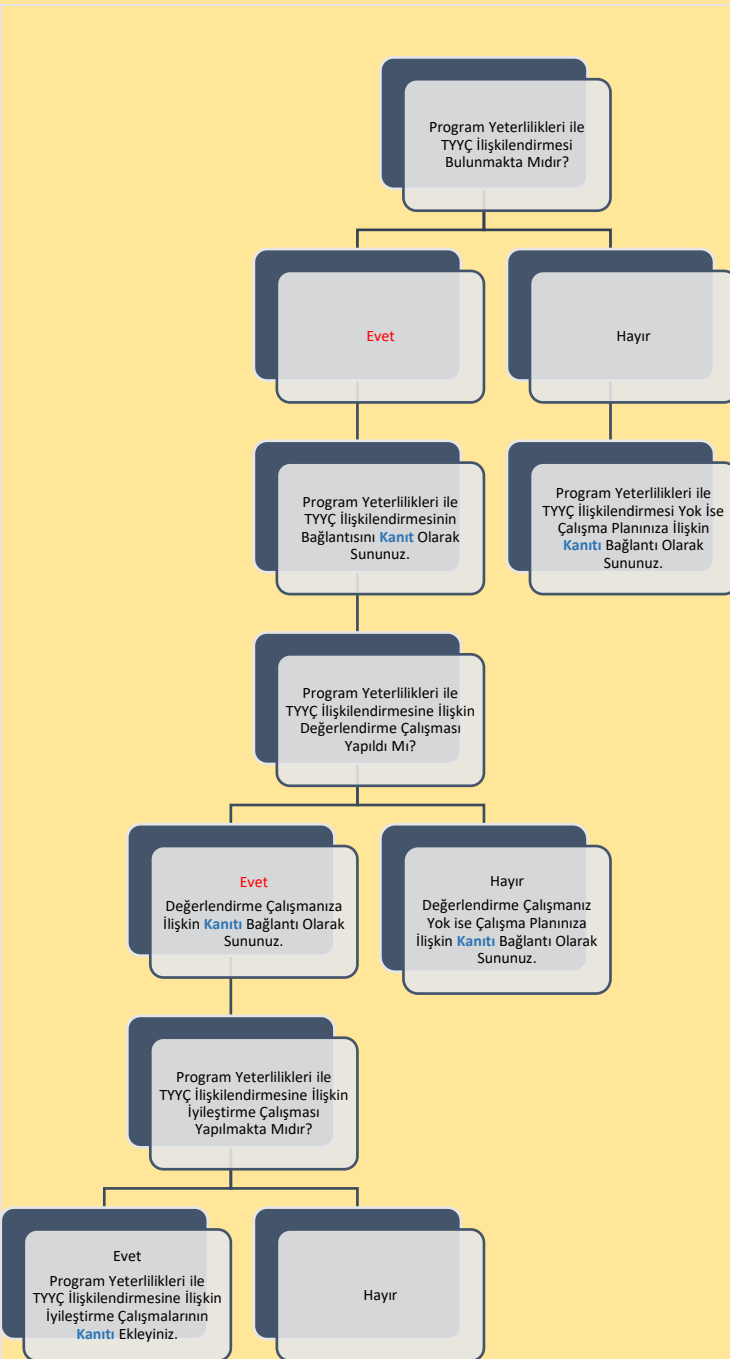 Program Yeterlilikleri ile
TYYÇ İlişkilendirmesi
Bulunmakta Mıdır?
Evet
Hayır
Program Yeterlilikleri ile
TYYÇ İlişkilendirmesinin
Bağlantısını Kanıt Olarak
Sununuz.
Program Yeterlilikleri ile
TYYÇ İlişkilendirmesi Yok İse
Çalışma Planınıza İlişkin
Kanıtı Bağlantı Olarak
Sununuz.
Program Yeterlilikleri ile
TYYÇ İlişkilendirmesine İlişkin
Değerlendirme Çalışması
Yapıldı Mı?
Evet
Değerlendirme Çalışmanıza
İlişkin Kanıtı Bağlantı Olarak
Sununuz.
Hayır
Değerlendirme Çalışmanız
Yok ise Çalışma Planınıza
İlişkin Kanıtı Bağlantı Olarak
Sununuz.
Program Yeterlilikleri ile
TYYÇ İlişkilendirmesine İlişkin
İyileştirme Çalışması
Yapılmakta Mıdır?
Evet
Program Yeterlilikleri ile
TYYÇ İlişkilendirmesine İlişkin
İyileştirme Çalışmalarının
Kanıtı Ekleyiniz.
Hayır